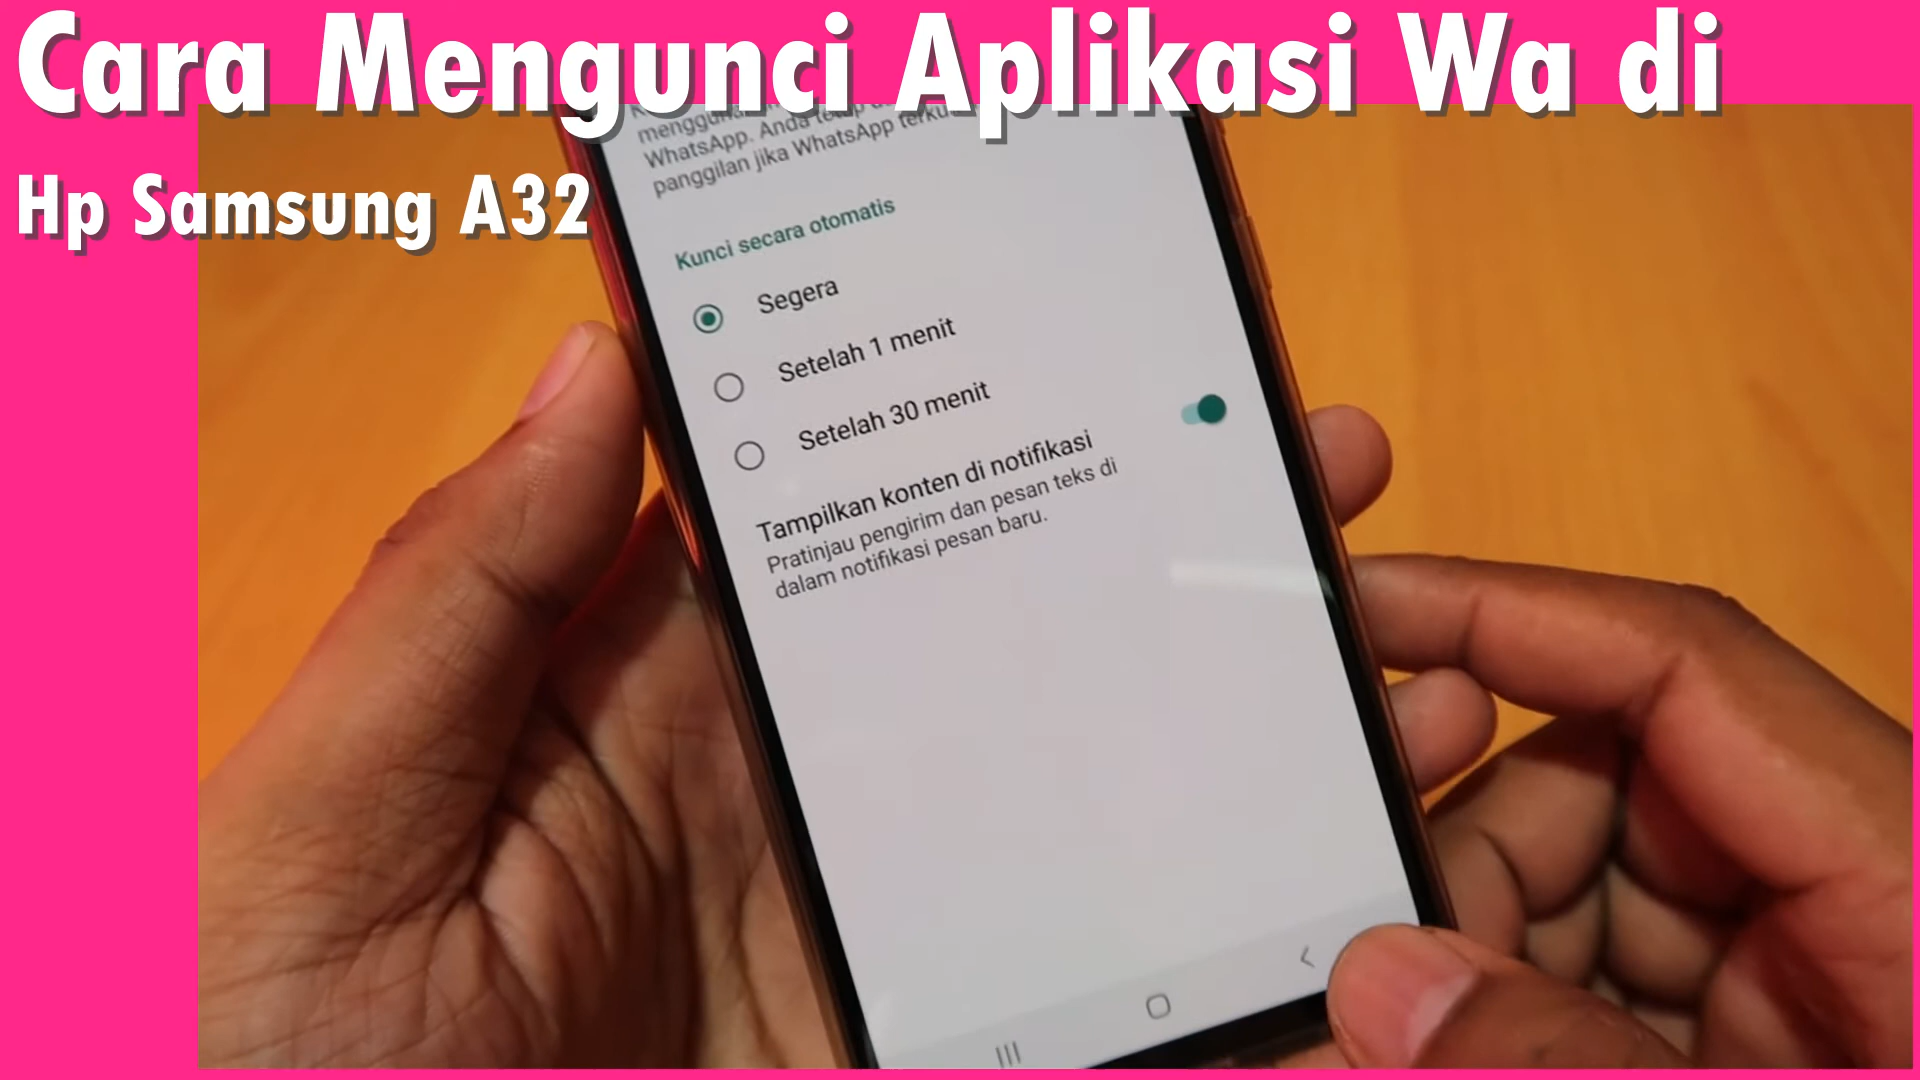 Cara Mengunci Aplikasi Wa di
Hp Samsung A32
WhatsApp. Anda
panggilan jika WhatsApp
Kunci secara otomatis
Segera
Setelah 1 menit
Setelah 30 menit
Tampilkan konten di notifikasi
Pratinjau pengirim dan pesan teks di
dalam notifikasi pesan baru.